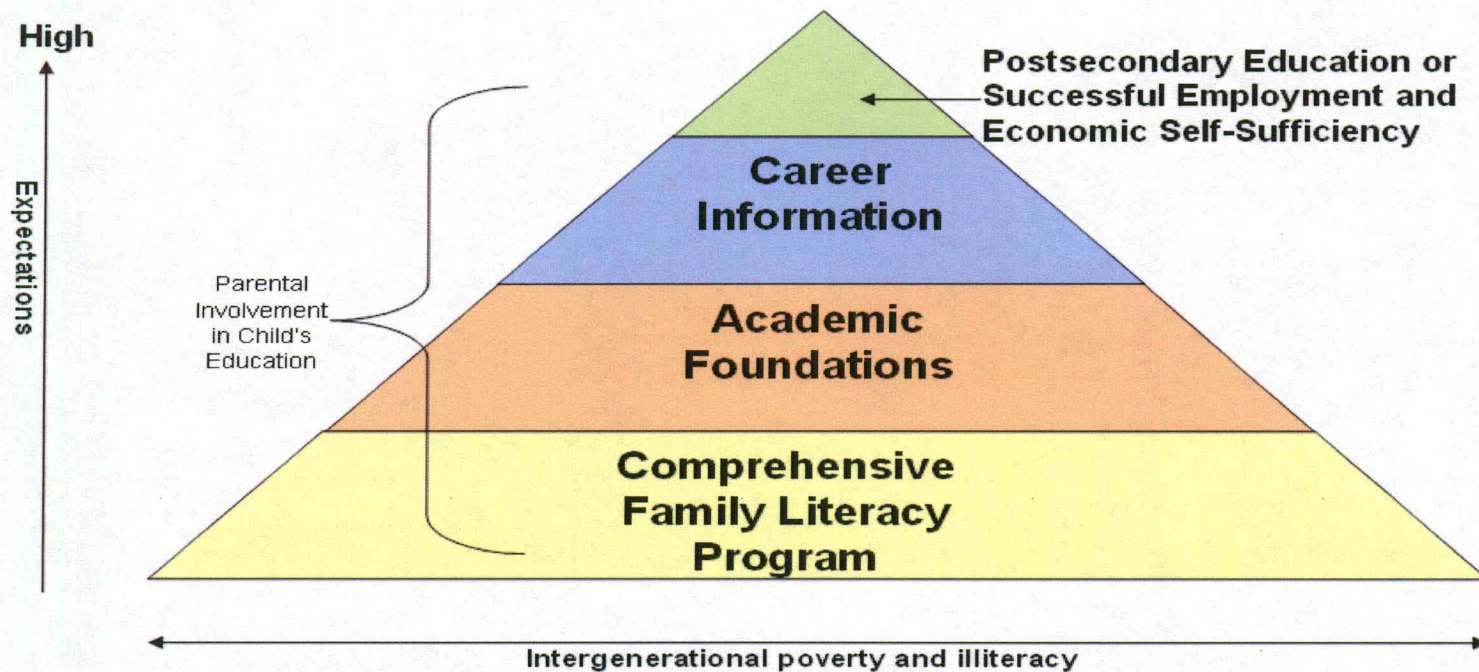 High
Expectations
Postsecondary Education or
Successful Employment and
Economic Self-Sufficiency
Career
Information
Parental
Involvement
in Child's
Education
Academic
Foundations
Comprehensive
Family Literacy
Program
Intergenerational poverty and illiteracy